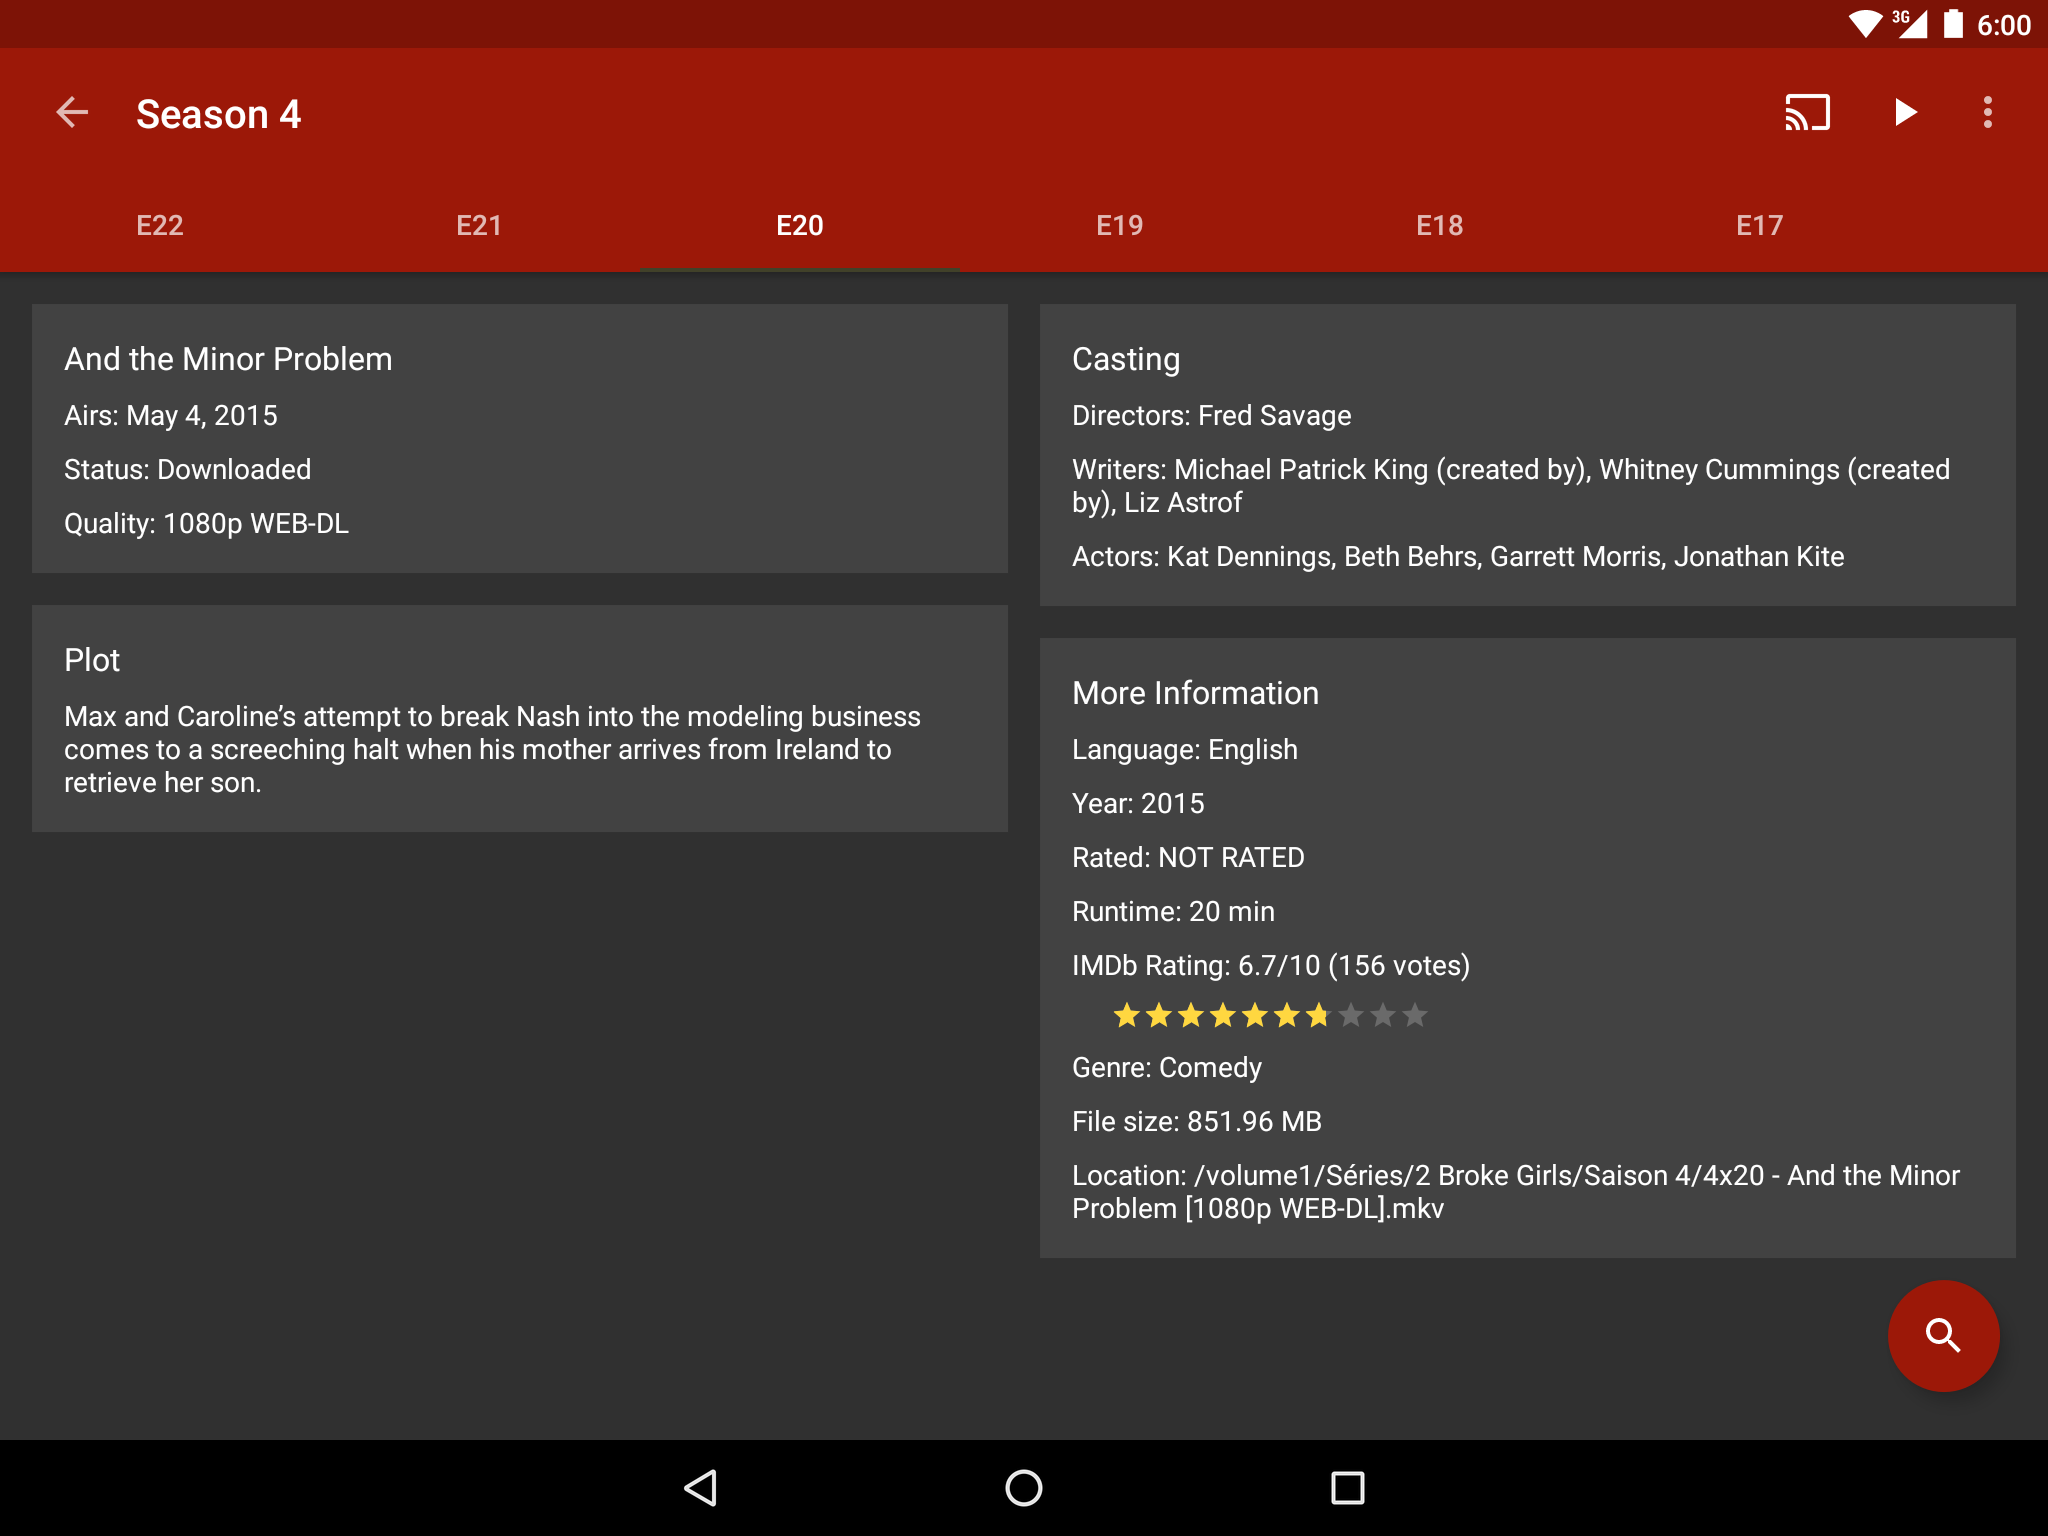 3G 6:00
Season 4
E22 E21 E20 E19 E18 E17
And the Minor Problem
Airs: May 4, 2015
Status: Downloaded
Quality: 1080p WEB-DL
Plot
Max and Caroline’s attempt to break Nash into the modeling business
comes to a screeching halt when his mother arrives from Ireland to
retrieve her son.
Casting
Directors: Fred Savage
Writers: Michael Patrick King (created by), Whitney Cummings (created
by), Liz Astrof
Actors: Kat Dennings, Beth Behrs, Garrett Morris, Jonathan Kite
More Information
Language: English
Year: 2015
Rated: NOT RATED
Runtime: 20 min
IMDb Rating: 6.7/10 (156 votes)
Genre: Comedy
File size: 851.96 MB
Location: /volume1/Séries/2 Broke Girls/Saison 4/4x20 - And the Minor
Problem [1080p WEB-DL].mkv